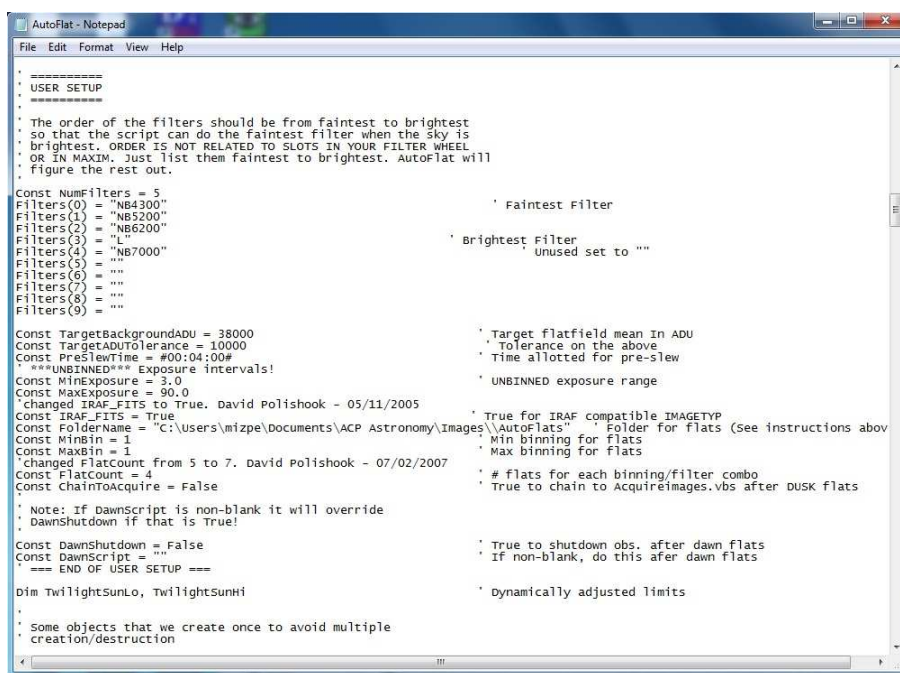 AutoFlat - Notepad
File Edit Format View Help
' ==========
' USER SETUP
' ==========
'
' The order of the filters should be from faintest to brightest
' so that the script can do the faintest filter when the sky is
' brightest. ORDER IS NOT RELATED TO SLOTS IN YOUR FILTER WHEEL
' OR IN MAXIM. Just list them faintest to brightest. AutoFlat will
' figure the rest out.
'
Const NumFilters = 5
Filters(0) = "NB4300" ' Faintest Filter
Filters(1) = "NB5200"
Filters(2) = "NB6200"
Filters(3) = "L" ' Brightest Filter
Filters(4) = "NB7000" ' Unused set to ""
Filters(5) = ""
Filters(6) = ""
Filters(7) = ""
Filters(8) = ""
Filters(9) = ""
Const TargetBackgroundADU = 38000 ' Target flatfield mean In ADU
Const TargetADUTolerance = 10000 ' Tolerance on the above
Const PreSlewTime = #00:04:00# ' Time allotted for pre-slew
' ***UNBINNED*** Exposure intervals!
Const MinExposure = 3.0 ' UNBINNED exposure range
Const MaxExposure = 90.0
'changed IRAF_FITS to True. David Polishook - 05/11/2005
Const IRAF_FITS = True ' True for IRAF compatible IMAGETYP
Const FolderName = "C:\Users\mizpe\Documents\ACP Astronomy\Images\\AutoFlats" ' Folder for flats (See instructions abov
Const MinBin = 1 ' Min binning for flats
Const MaxBin = 1 ' Max binning for flats
'changed FlatCount from 5 to 7. David Polishook - 07/02/2007
Const FlatCount = 4 ' # flats for each binning/filter combo
Const ChainToAcquire = False ' True to chain to Acquireimages.vbs after DUSK flats
'
' Note: If DawnScript is non-blank it will override
' DawnShutdown if that is True!
'
Const DawnShutdown = False ' True to shutdown obs. after dawn flats
Const DawnScript = "" ' If non-blank, do this afer dawn flats
' === END OF USER SETUP ===
Dim TwilightSunLo, TwilightSunHi ' Dynamically adjusted limits
'
' Some objects that we create once to avoid multiple
' creation/destruction